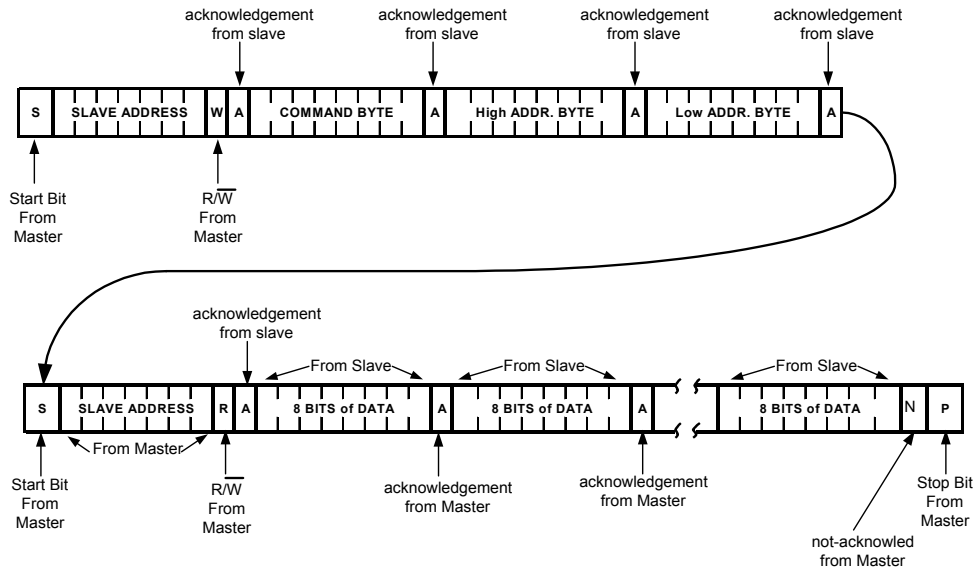 acknowledgement
from slave
acknowledgement
from slave
acknowledgement
from slave
acknowledgement
from slave
S SLAVE ADDRESS W A COMMAND BYTE A High ADDR. BYTE A Low ADDR. BYTE A
Start Bit
From
Master
R/W̅
From
Master
acknowledgement
from slave
From Slave
From Slave
From Slave
S SLAVE ADDRESS R A 8 BITS of DATA A 8 BITS of DATA A 8 BITS of DATA N P
From Master
Start Bit
From
Master
R/W̅
From
Master
acknowledgement
from Master
acknowledgement
from Master
Stop Bit
From
Master
not-acknowled
from Master